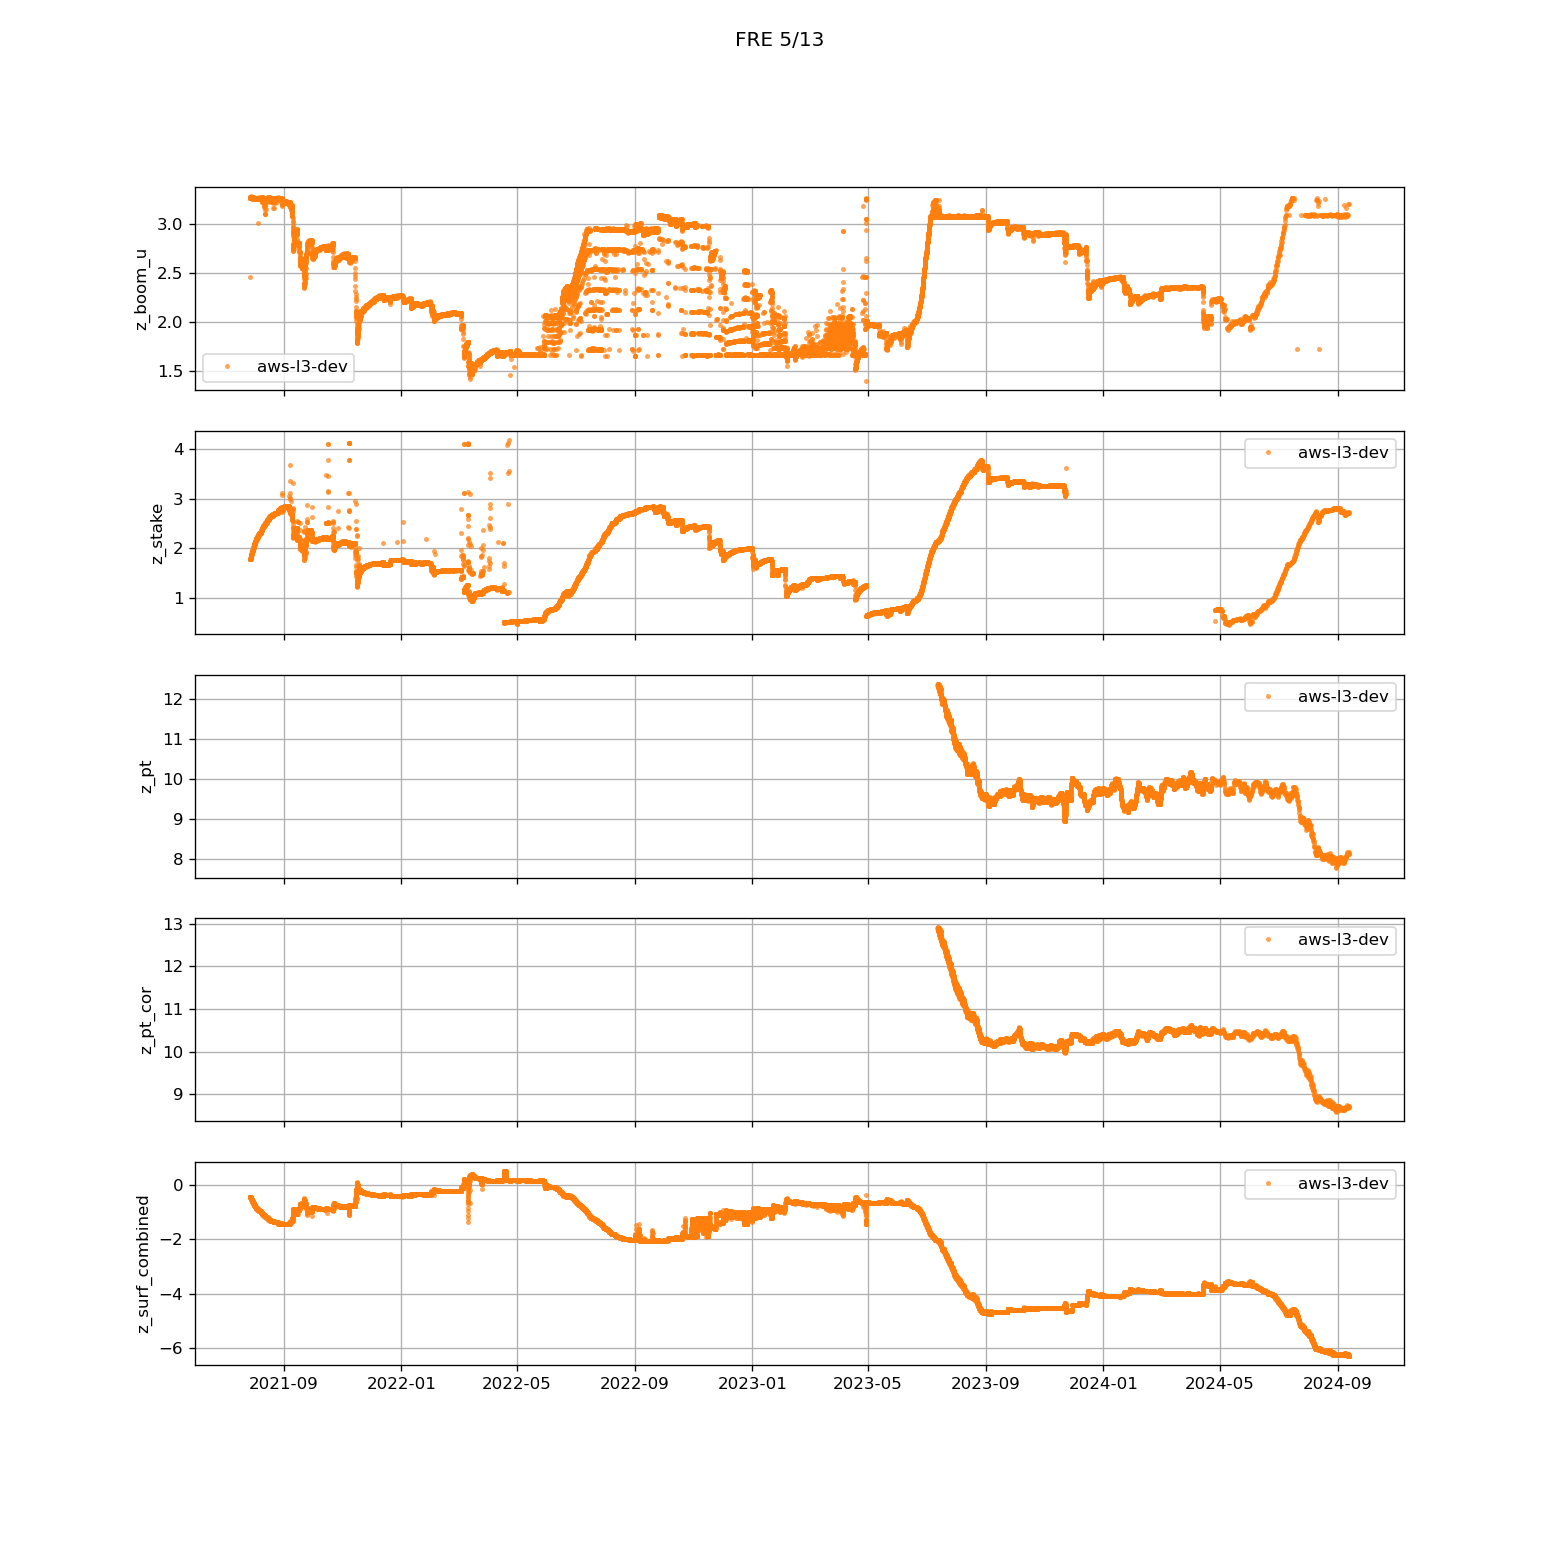 FRE 5/13
z_boom_u
3.0
2.5
2.0
1.5
aws-l3-dev
z_stake
4
3
2
1
aws-l3-dev
z_pt
12
11
10
9
8
aws-l3-dev
z_pt_cor
13
12
11
10
9
aws-l3-dev
z_surf_combined
0
−2
−4
−6
aws-l3-dev
2021-09 2022-01 2022-05 2022-09 2023-01 2023-05 2023-09 2024-01 2024-05 2024-09